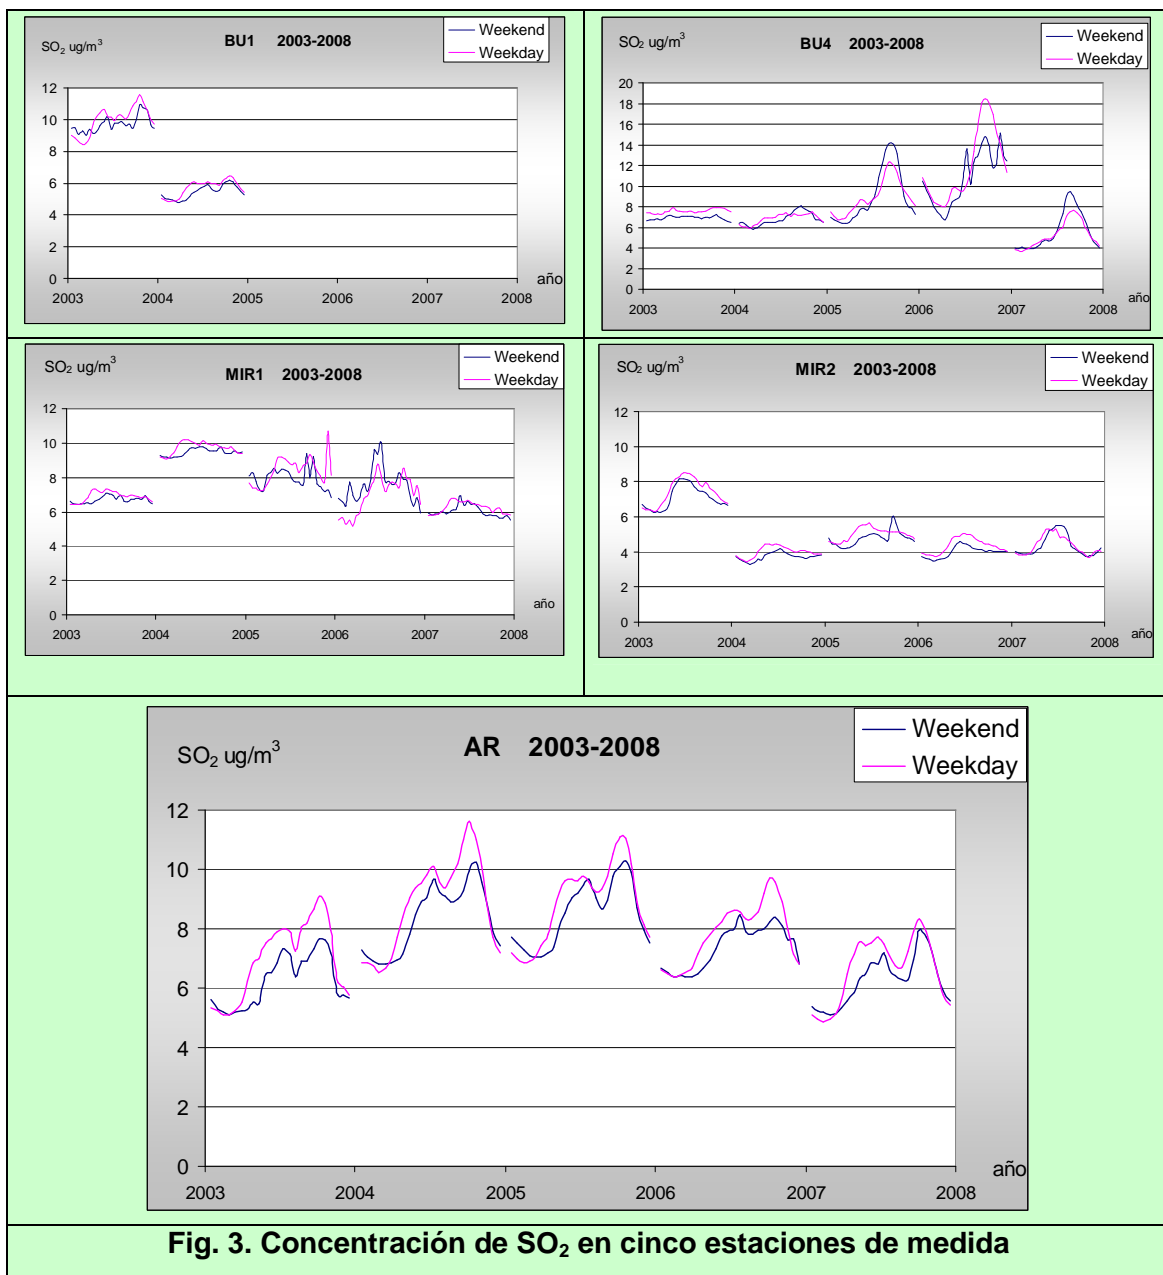 SO2 ug/m3
BU1 2003-2008
Weekend
Weekday
12
10
8
6
4
2
0
2003 2004 2005 2006 2007 2008
año
SO2 ug/m3
BU4 2003-2008
Weekend
Weekday
20
18
16
14
12
10
8
6
4
2
0
2003 2004 2005 2006 2007 2008
año
SO2 ug/m3
MIR1 2003-2008
Weekend
Weekday
12
10
8
6
4
2
0
2003 2004 2005 2006 2007 2008
año
SO2 ug/m3
MIR2 2003-2008
Weekend
Weekday
12
10
8
6
4
2
0
2003 2004 2005 2006 2007 2008
año
SO2 ug/m3
AR 2003-2008
Weekend
Weekday
12
10
8
6
4
2
0
2003 2004 2005 2006 2007 2008
año
Fig. 3. Concentración de SO2 en cinco estaciones de medida